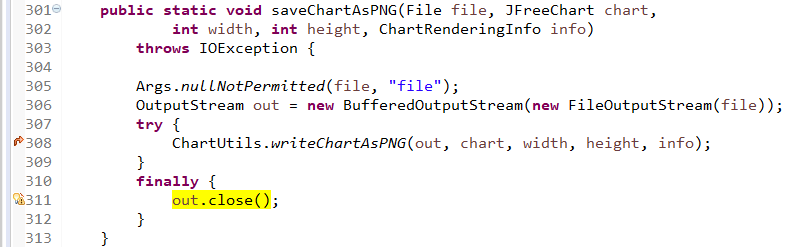 301 public static void saveChartAsPNG(File file, JFreeChart chart,
302 int width, int height, ChartRenderingInfo info)
303 throws IOException {
304
305 Args.nullNotPermitted(file, "file");
306 OutputStream out = new BufferedOutputStream(new FileOutputStream(file));
307 try {
308 ChartUtils.writeChartAsPNG(out, chart, width, height, info);
309 }
310 finally {
311 out.close();
312 }
313 }